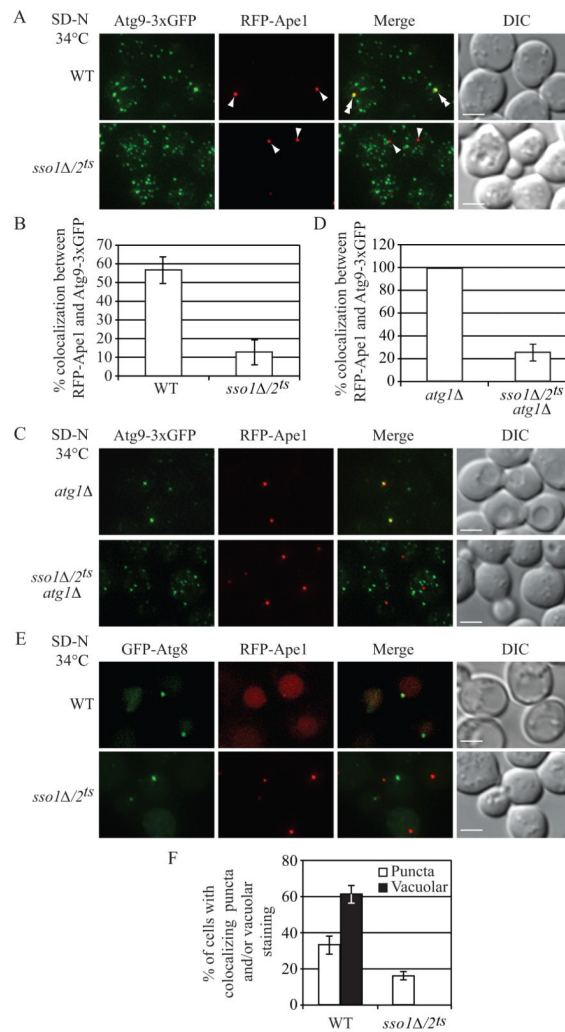 A
SD-N
34°C
Atg9-3xGFP
RFP-Ape1
Merge
DIC
WT
sso1Δ/2ts
B
% colocalization between
RFP-Ape1 and Atg9-3xGFP
70
60
50
40
30
20
10
0
WT
sso1Δ/2ts
D
% colocalization between
RFP-Ape1 and Atg9-3xGFP
120
100
80
60
40
20
0
atg1Δ
sso1Δ/2ts
atg1Δ
C
SD-N
34°C
Atg9-3xGFP
RFP-Ape1
Merge
DIC
atg1Δ
sso1Δ/2ts
atg1Δ
E
SD-N
34°C
GFP-Atg8
RFP-Ape1
Merge
DIC
WT
sso1Δ/2ts
F
% of cells with
colocalizing puncta
and/or vacuolar
staining
80
60
40
20
0
Puncta
Vacuolar
WT
sso1Δ/2ts